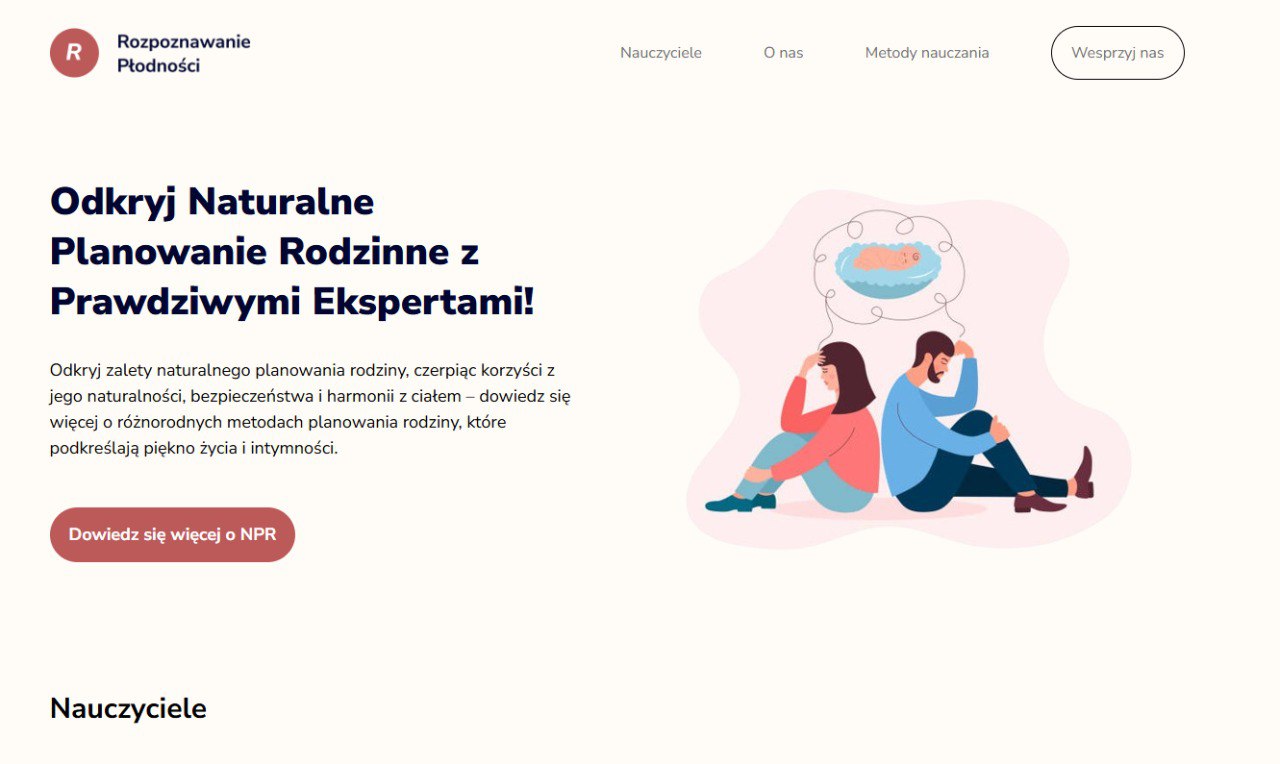 R
Rozpoznawanie
Płodności
Nauczyciele
O nas
Metody nauczania
Wesprzyj nas
Odkryj Naturalne
Planowanie Rodzinne z
Prawdziwymi Ekspertami!
Odkryj zalety naturalnego planowania rodziny, czerpiąc korzyści z
jego naturalności, bezpieczeństwa i harmonii z ciałem – dowiedz się
więcej o różnorodnych metodach planowania rodziny, które
podkreślają piękno życia i intymności.
Dowiedz się więcej o NPR
Nauczyciele